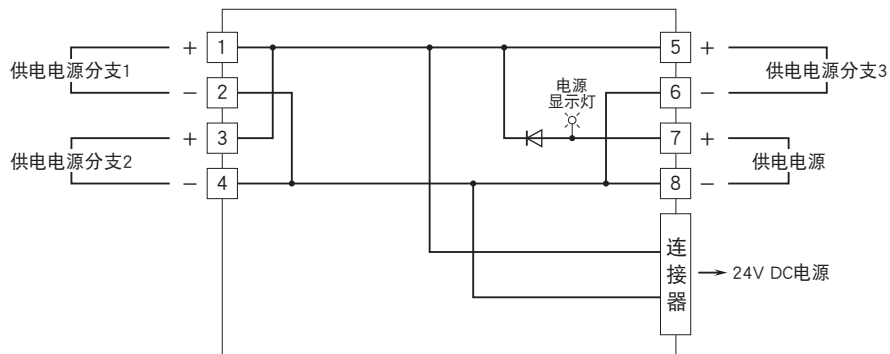 供电电源分支1
+ 1
− 2
供电电源分支2
+ 3
− 4
电源
显示灯
5 +
6 −
供电电源分支3
7 +
8 −
供电电源
连
接
器
24V DC电源